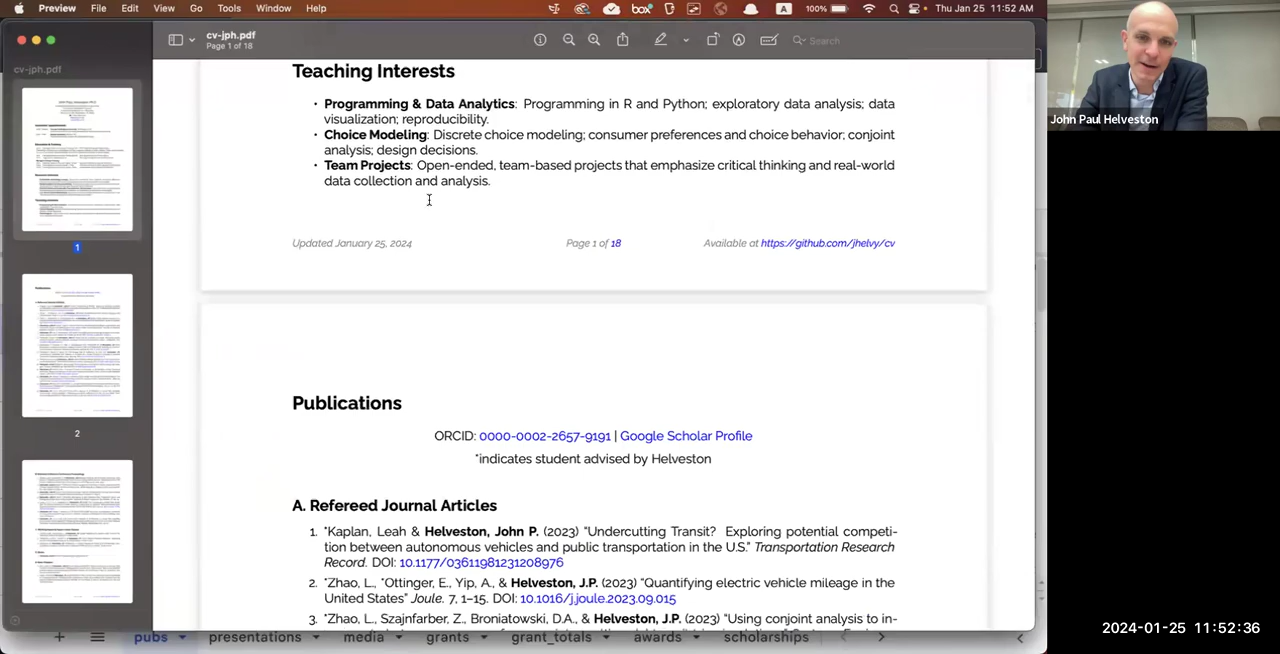 Preview File Edit View Go Tools Window Help box A 100% Thu Jan 25 11:52 AM
cv-jph.pdf
Page 1 of 18
Search
cv-jph.pdf
1
2
Teaching Interests
• Programming & Data Analytics: Programming in R and Python; exploratory data analysis; data
visualization; reproducibility.
• Choice Modeling: Discrete choice modeling; consumer preferences and choice behavior; conjoint
analysis; design decisions.
• Team Projects: Open-ended, team-based projects that emphasize critical thinking and real-world
data collection and analysis.
Updated January 25, 2024 Page 1 of 18 Available at https://github.com/jhelvy/cv
Publications
ORCID: 0000-0002-2657-9191 | Google Scholar Profile
*indicates student advised by Helveston
A. Refereed Journal Articles
1. *Kaplan, Leah & Helveston, J.P. (2023) “Undercutting Transit? Exploring potential competi-
tion between autonomous vehicles and public transportation in the U.S.” Transportation Research
Record. DOI: 10.1177/03611981231208976
2. *Zhao, L., *Ottinger, E., Yip, A., & Helveston, J.P. (2023) “Quantifying electric vehicle mileage in the
United States” Joule. 7, 1–15. DOI: 10.1016/j.joule.2023.09.015
3. *Zhao, L., Szajnfarber, Z., Broniatowski, D.A., & Helveston, J.P. (2023) “Using conjoint analysis to in-
pubs presentations media grants grant_totals awards scholarships
John Paul Helveston
2024-01-25 11:52:36